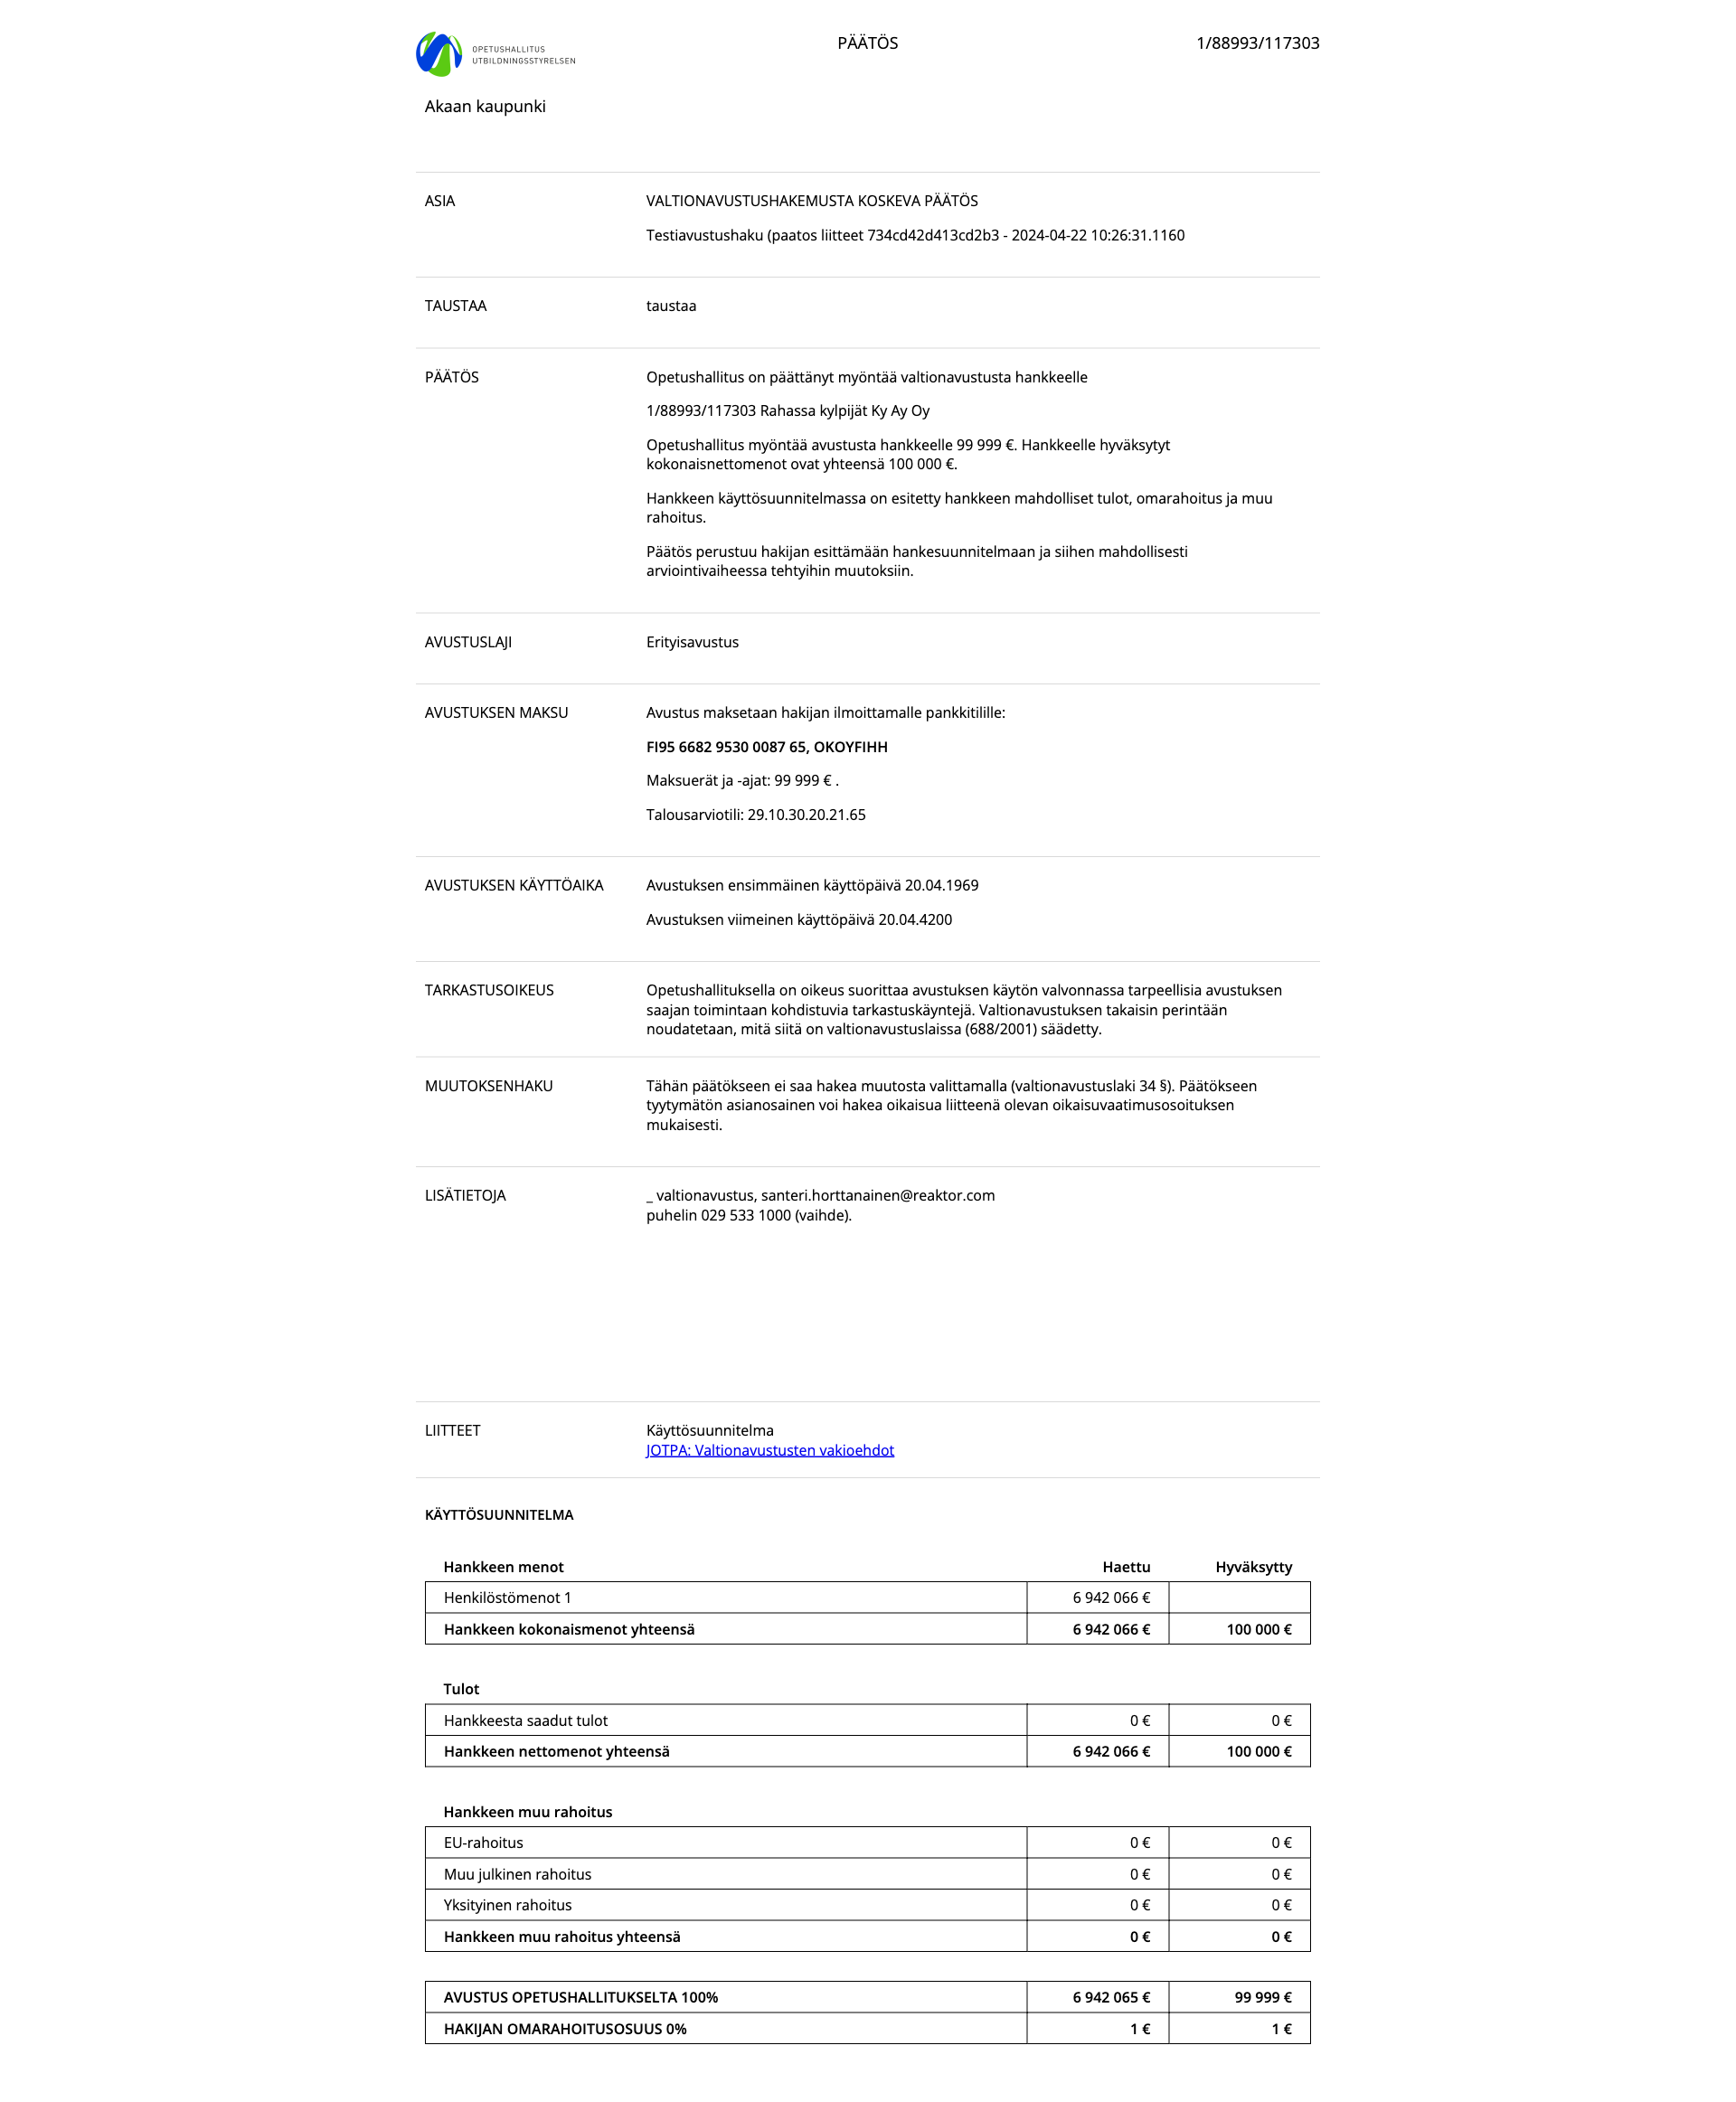 OPETUSHALLITUS
UTBILDNINGSSTYRELSEN
PÄÄTÖS
1/88993/117303
Akaan kaupunki
ASIA
VALTIONAVUSTUSHAKEMUSTA KOSKEVA PÄÄTÖS
Testiavustushaku (paatos liitteet 734cd42d413cd2b3 - 2024-04-22 10:26:31.1160
TAUSTAA
taustaa
PÄÄTÖS
Opetushallitus on päättänyt myöntää valtionavustusta hankkeelle
1/88993/117303 Rahassa kylpijät Ky Ay Oy
Opetushallitus myöntää avustusta hankkeelle 99 999 €. Hankkeelle hyväksytyt
kokonaisnettomenot ovat yhteensä 100 000 €.
Hankkeen käyttösuunnitelmassa on esitetty hankkeen mahdolliset tulot, omarahoitus ja muu
rahoitus.
Päätös perustuu hakijan esittämään hankesuunnitelmaan ja siihen mahdollisesti
arviointivaiheessa tehtyihin muutoksiin.
AVUSTUSLAJI
Erityisavustus
AVUSTUKSEN MAKSU
Avustus maksetaan hakijan ilmoittamalle pankkitilille:
FI95 6682 9530 0087 65, OKOYFIHH
Maksuerät ja -ajat: 99 999 € .
Talousarviotili: 29.10.30.20.21.65
AVUSTUKSEN KÄYTTÖAIKA
Avustuksen ensimmäinen käyttöpäivä 20.04.1969
Avustuksen viimeinen käyttöpäivä 20.04.4200
TARKASTUSOIKEUS
Opetushallituksella on oikeus suorittaa avustuksen käytön valvonnassa tarpeellisia avustuksen
saajan toimintaan kohdistuvia tarkastuskäyntejä. Valtionavustuksen takaisin perintään
noudatetaan, mitä siitä on valtionavustuslaissa (688/2001) säädetty.
MUUTOKSENHAKU
Tähän päätökseen ei saa hakea muutosta valittamalla (valtionavustuslaki 34 §). Päätökseen
tyytymätön asianosainen voi hakea oikaisua liitteenä olevan oikaisuvaatimusosoituksen
mukaisesti.
LISÄTIETOJA
_ valtionavustus, santeri.horttanainen@reaktor.com
puhelin 029 533 1000 (vaihde).
LIITTEET
Käyttösuunnitelma
JOTPA: Valtionavustusten vakioehdot
KÄYTTÖSUUNNITELMA
Hankkeen menot Haettu Hyväksytty
Henkilöstömenot 1 6 942 066 €
Hankkeen kokonaismenot yhteensä 6 942 066 € 100 000 €
Tulot
Hankkeesta saadut tulot 0 € 0 €
Hankkeen nettomenot yhteensä 6 942 066 € 100 000 €
Hankkeen muu rahoitus
EU-rahoitus 0 € 0 €
Muu julkinen rahoitus 0 € 0 €
Yksityinen rahoitus 0 € 0 €
Hankkeen muu rahoitus yhteensä 0 € 0 €
AVUSTUS OPETUSHALLITUKSELTA 100% 6 942 065 € 99 999 €
HAKIJAN OMARAHOITUSOSUUS 0% 1 € 1 €